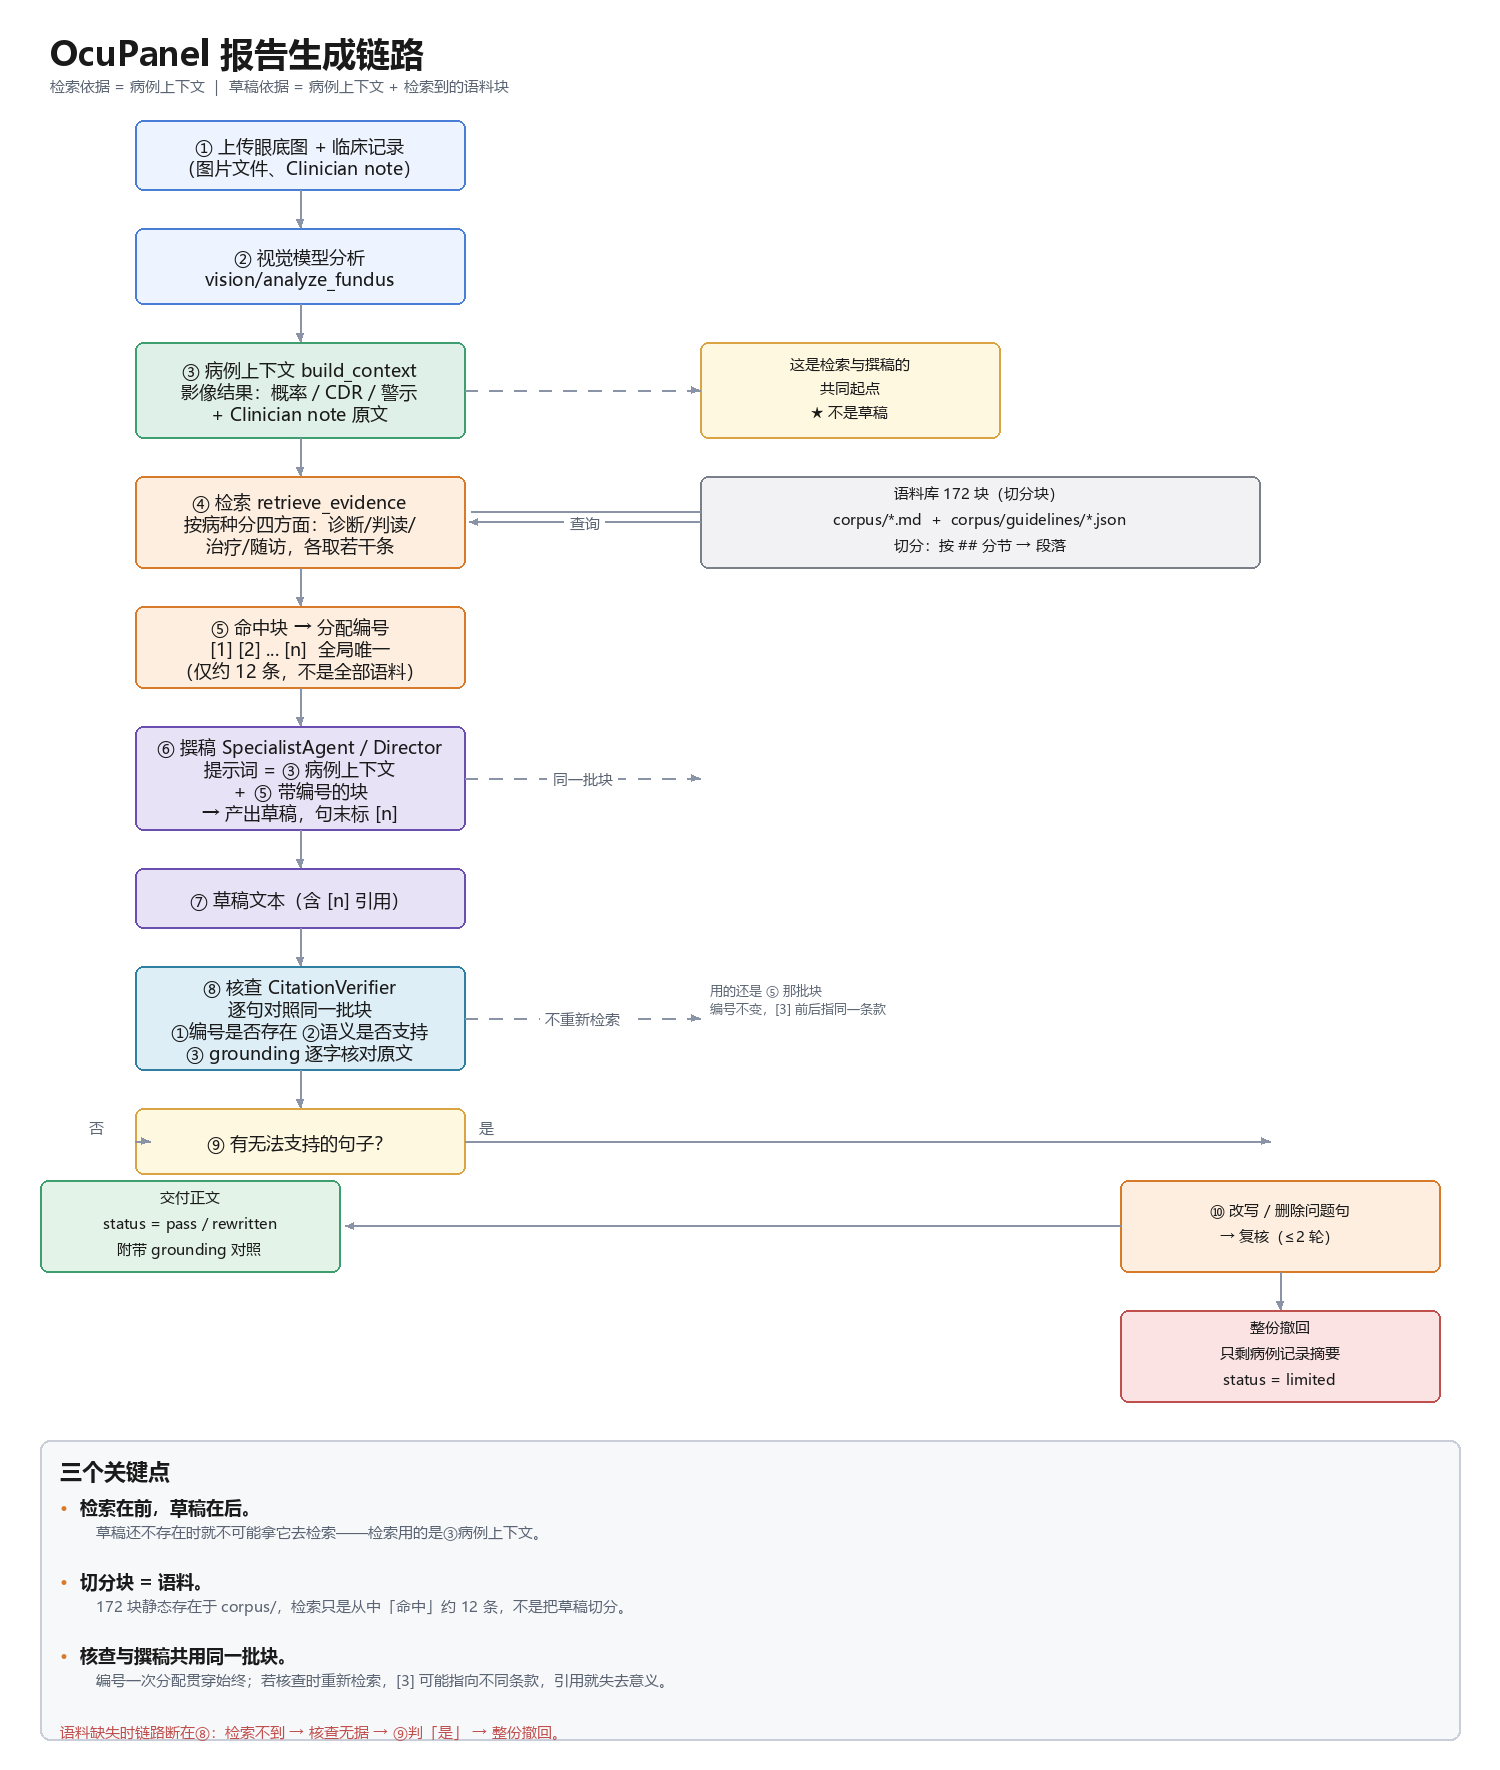 OcuPanel 报告生成链路
检索依据 = 病例上下文 ｜ 草稿依据 = 病例上下文 + 检索到的语料块
① 上传眼底图 + 临床记录
（图片文件、Clinician note）
② 视觉模型分析
vision/analyze_fundus
③ 病例上下文 build_context
影像结果：概率 / CDR / 警示
+ Clinician note 原文
这是检索与撰稿的
共同起点
★ 不是草稿
④ 检索 retrieve_evidence
按病种分四方面：诊断/判读/
治疗/随访，各取若干条
查询
语料库 172 块（切分块）
corpus/*.md + corpus/guidelines/*.json
切分：按 ## 分节 → 段落
⑤ 命中块 → 分配编号
[1] [2] ... [n] 全局唯一
（仅约 12 条，不是全部语料）
⑥ 撰稿 SpecialistAgent / Director
提示词 = ③ 病例上下文
+ ⑤ 带编号的块
→ 产出草稿，句末标 [n]
同一批块
⑦ 草稿文本（含 [n] 引用）
⑧ 核查 CitationVerifier
逐句对照同一批块
①编号是否存在 ②语义是否支持
③ grounding 逐字核对原文
不重新检索
用的还是 ⑤ 那批块
编号不变，[3] 前后指同一条款
否
⑨ 有无法支持的句子？
是
交付正文
status = pass / rewritten
附带 grounding 对照
⑩ 改写 / 删除问题句
→ 复核（≤2 轮）
整份撤回
只剩病例记录摘要
status = limited
三个关键点
• 检索在前，草稿在后。
草稿还不存在时就不可能拿它去检索——检索用的是③病例上下文。
• 切分块 = 语料。
172 块静态存在于 corpus/，检索只是从中「命中」约 12 条，不是把草稿切分。
• 核查与撰稿共用同一批块。
编号一次分配贯穿始终；若核查时重新检索，[3] 可能指向不同条款，引用就失去意义。
语料缺失时链路断在⑧：检索不到 → 核查无据 → ⑨判「是」 → 整份撤回。